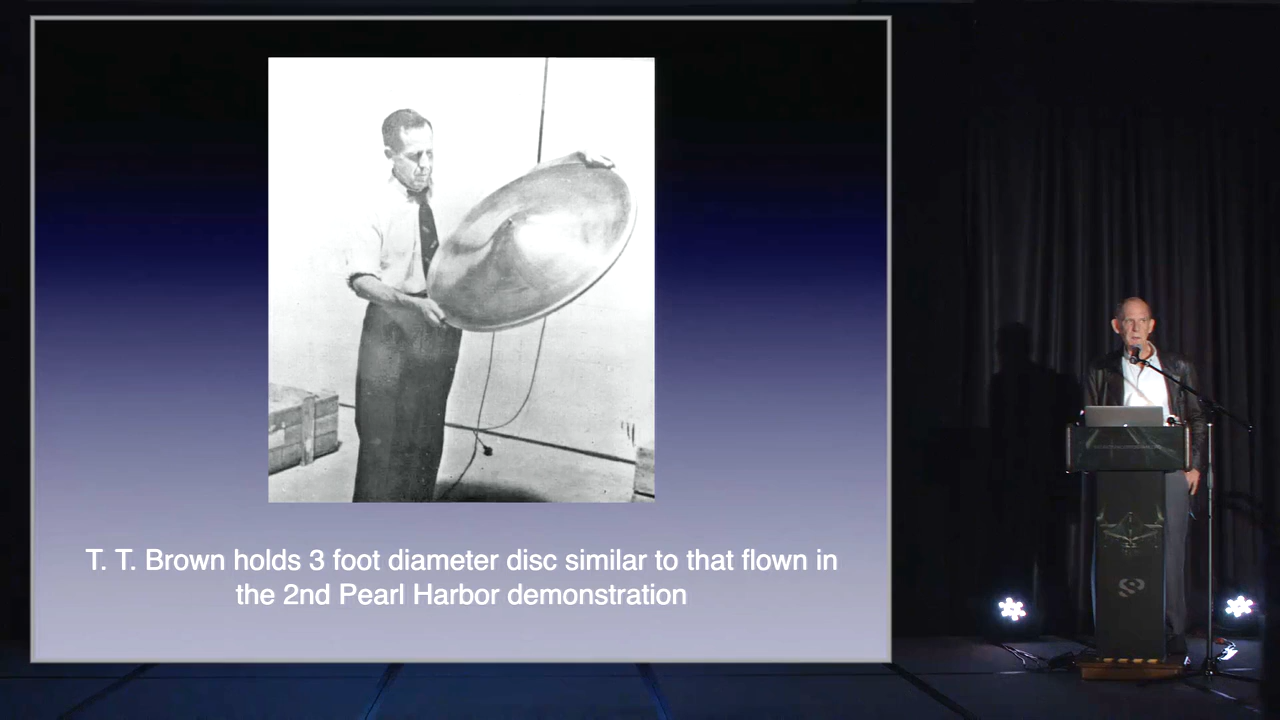 T. T. Brown holds 3 foot diameter disc similar to that flown in
the 2nd Pearl Harbor demonstration